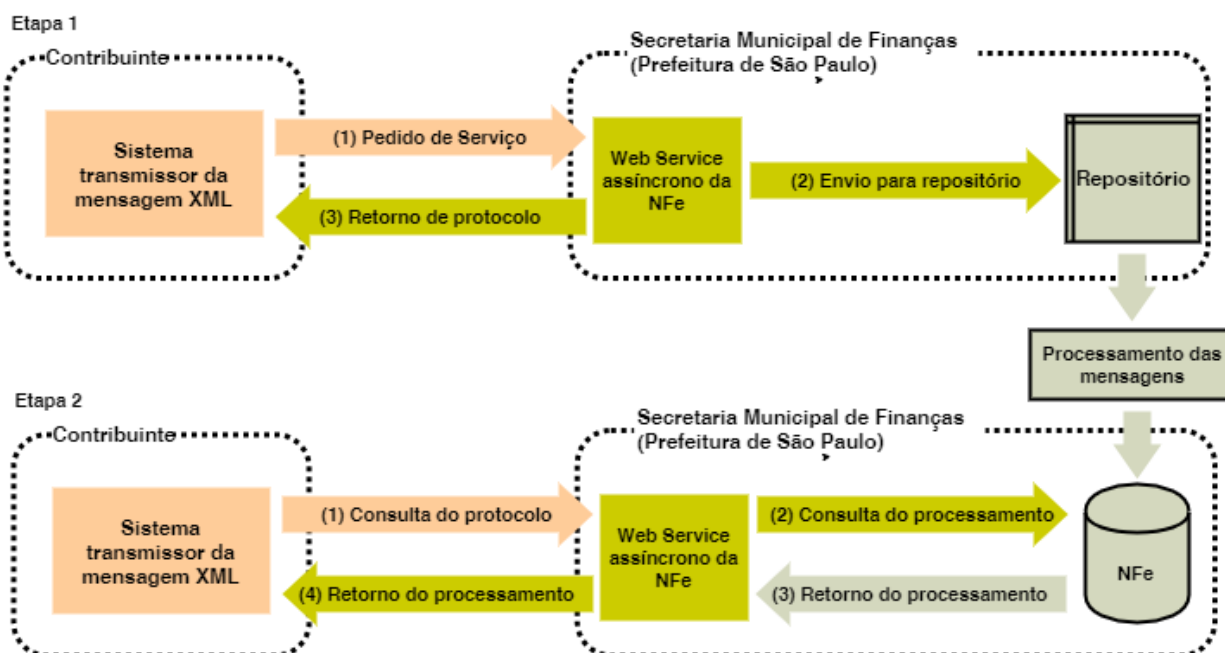 Etapa 1
Contribuinte
Secretaria Municipal de Finanças
(Prefeitura de São Paulo)
Sistema
transmissor da
mensagem XML
(1) Pedido de Serviço
(3) Retorno de protocolo
Web Service
assíncrono da
NFe
(2) Envio para repositório
Repositório
Processamento das
mensagens
Etapa 2
Contribuinte
Secretaria Municipal de Finanças
(Prefeitura de São Paulo)
Sistema
transmissor da
mensagem XML
(1) Consulta do protocolo
(4) Retorno do processamento
Web Service
assíncrono da
NFe
(2) Consulta do processamento
(3) Retorno do processamento
NFe